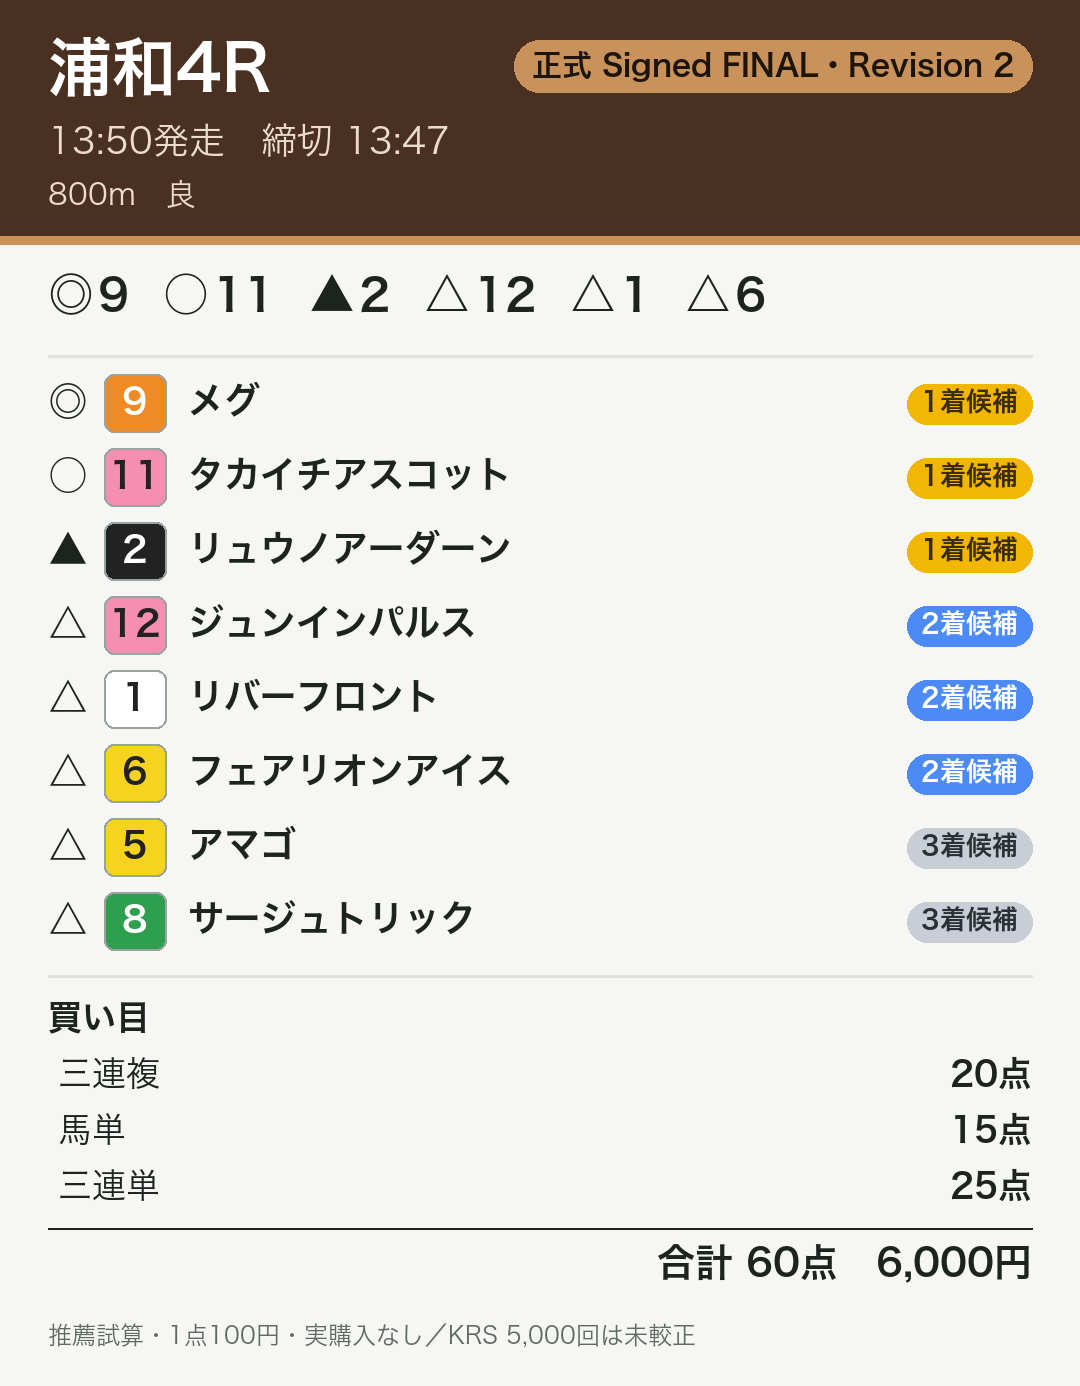 浦和4R
正式 Signed FINAL・Revision 2
13:50発走　締切 13:47
800m　良
◎9 ○11 ▲2 △12 △1 △6
◎ 9 メグ 1着候補
○ 11 タカイチアスコット 1着候補
▲ 2 リュウノアーダーン 1着候補
△ 12 ジュンインパルス 2着候補
△ 1 リバーフロント 2着候補
△ 6 フェアリオンアイス 2着候補
△ 5 アマゴ 3着候補
△ 8 サージュトリック 3着候補
買い目
三連複 20点
馬単 15点
三連単 25点
合計 60点　6,000円
推薦試算・1点100円・実購入なし／KRS 5,000回は未較正